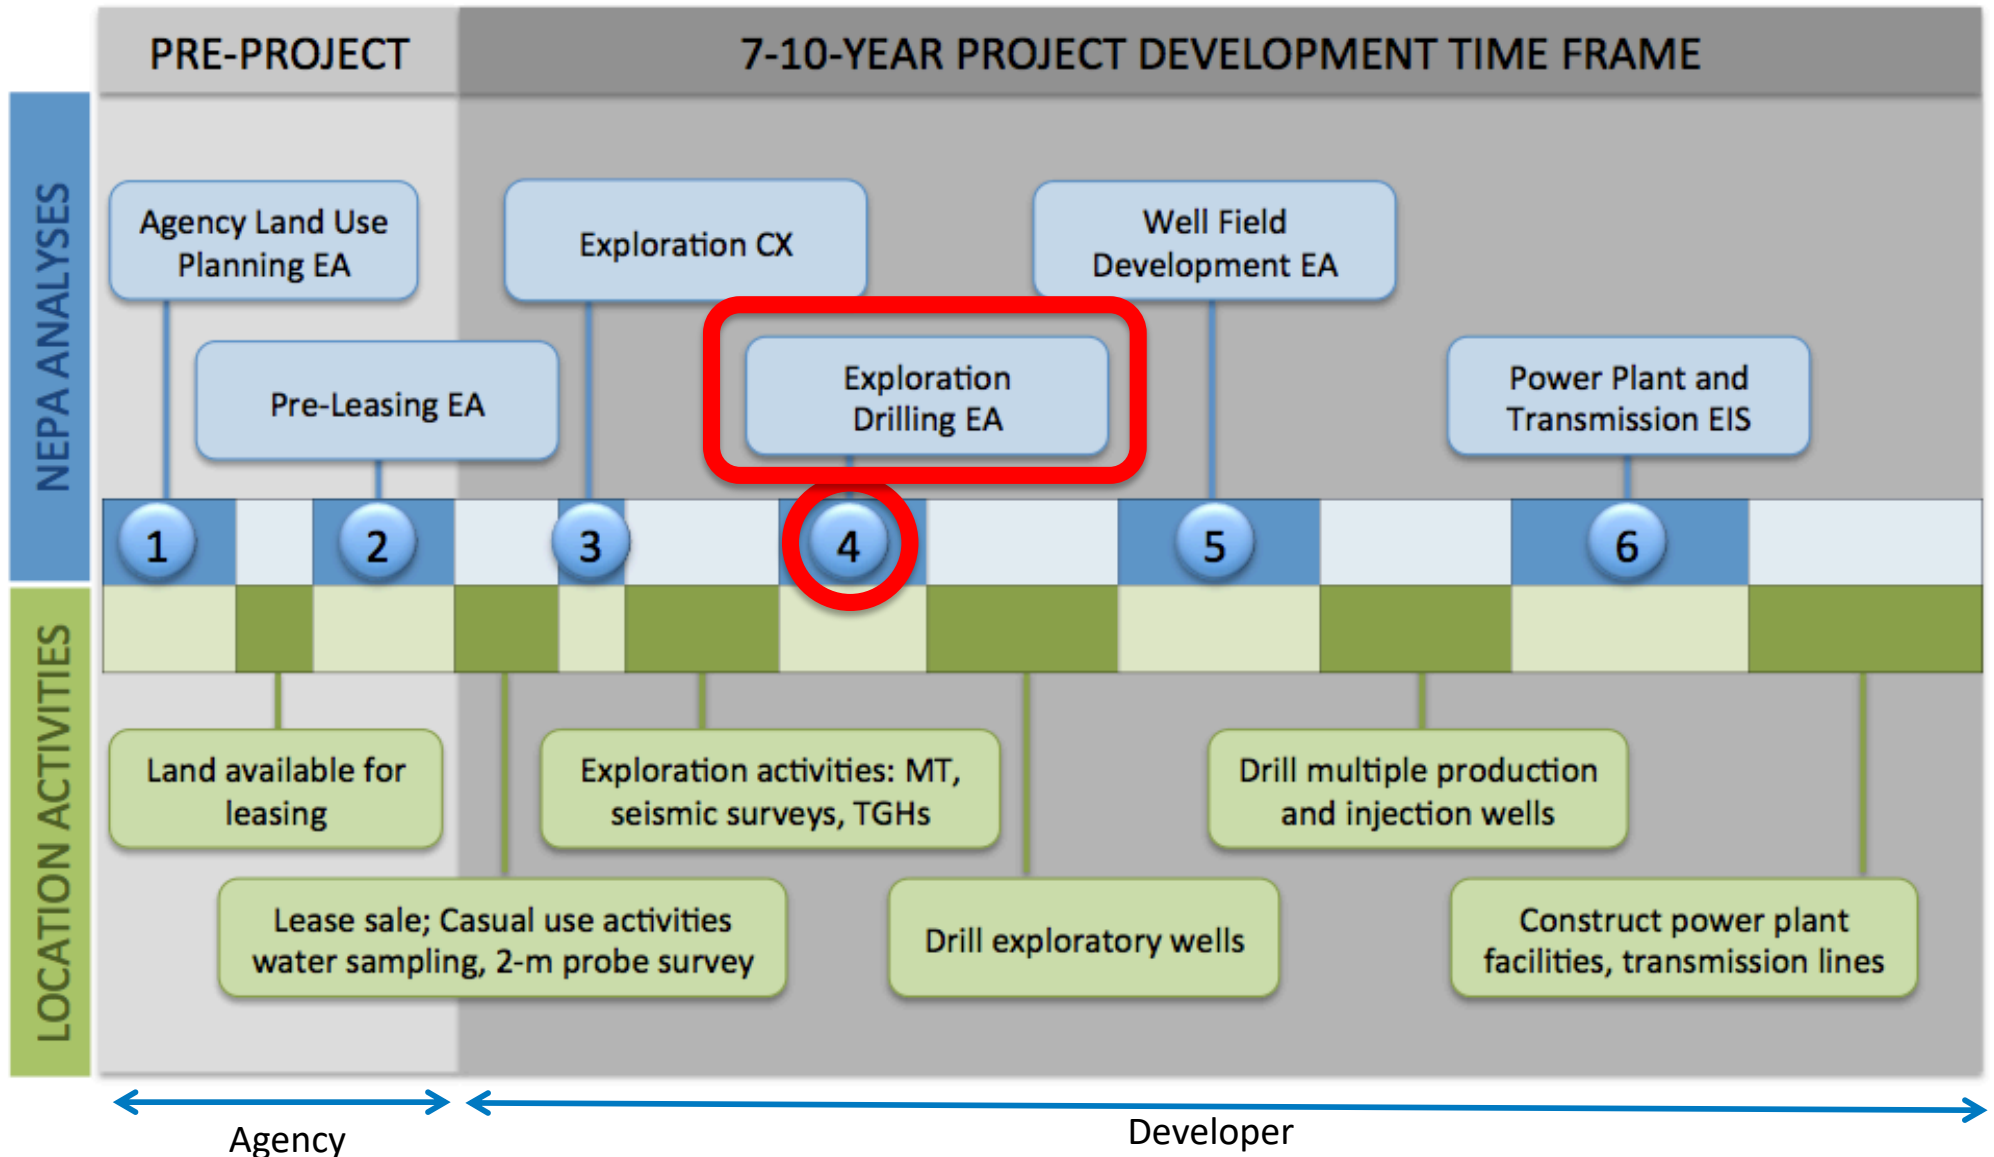 PRE-PROJECT
7-10-YEAR PROJECT DEVELOPMENT TIME FRAME
NEPA ANALYSES
Agency Land Use
Planning EA
Exploration CX
Well Field
Development EA
Pre-Leasing EA
Exploration
Drilling EA
Power Plant and
Transmission EIS
1
2
3
4
5
6
LOCATION ACTIVITIES
Land available for
leasing
Exploration activities: MT,
seismic surveys, TGHs
Drill multiple production
and injection wells
Lease sale; Casual use activities
water sampling, 2-m probe survey
Drill exploratory wells
Construct power plant
facilities, transmission lines
Agency
Developer